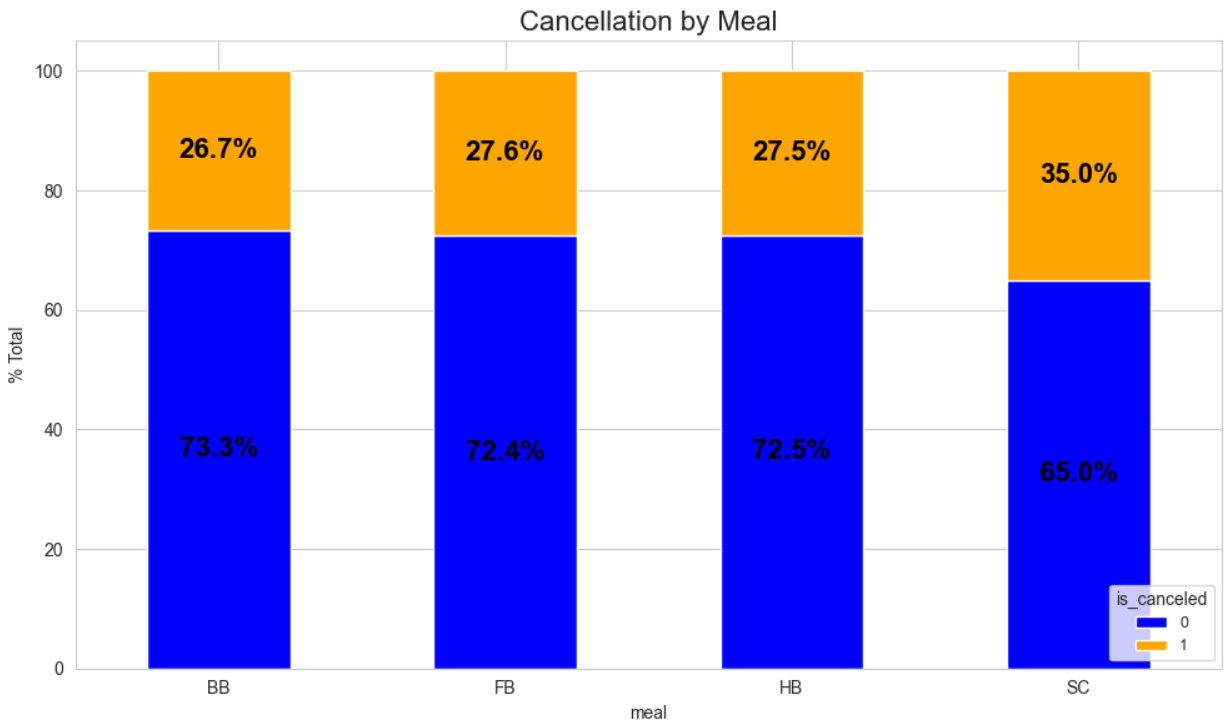 Cancellation by Meal
100
80
60
40
20
0
% Total
26.7%
27.6%
27.5%
35.0%
73.3%
72.4%
72.5%
65.0%
is_canceled
0
1
BB
FB
HB
SC
meal